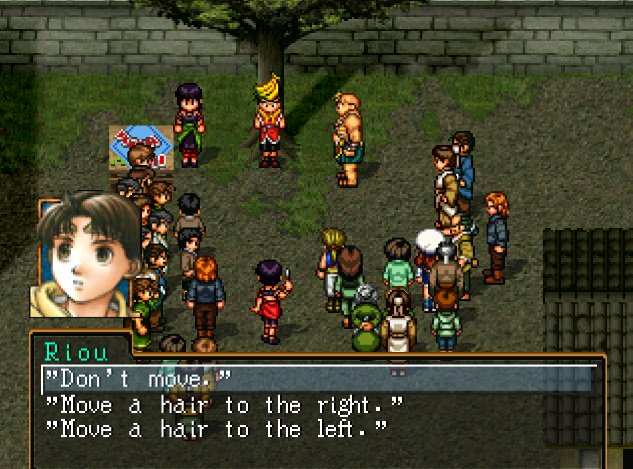 Riou
"Don't move."
"Move a hair to the right."
"Move a hair to the left."